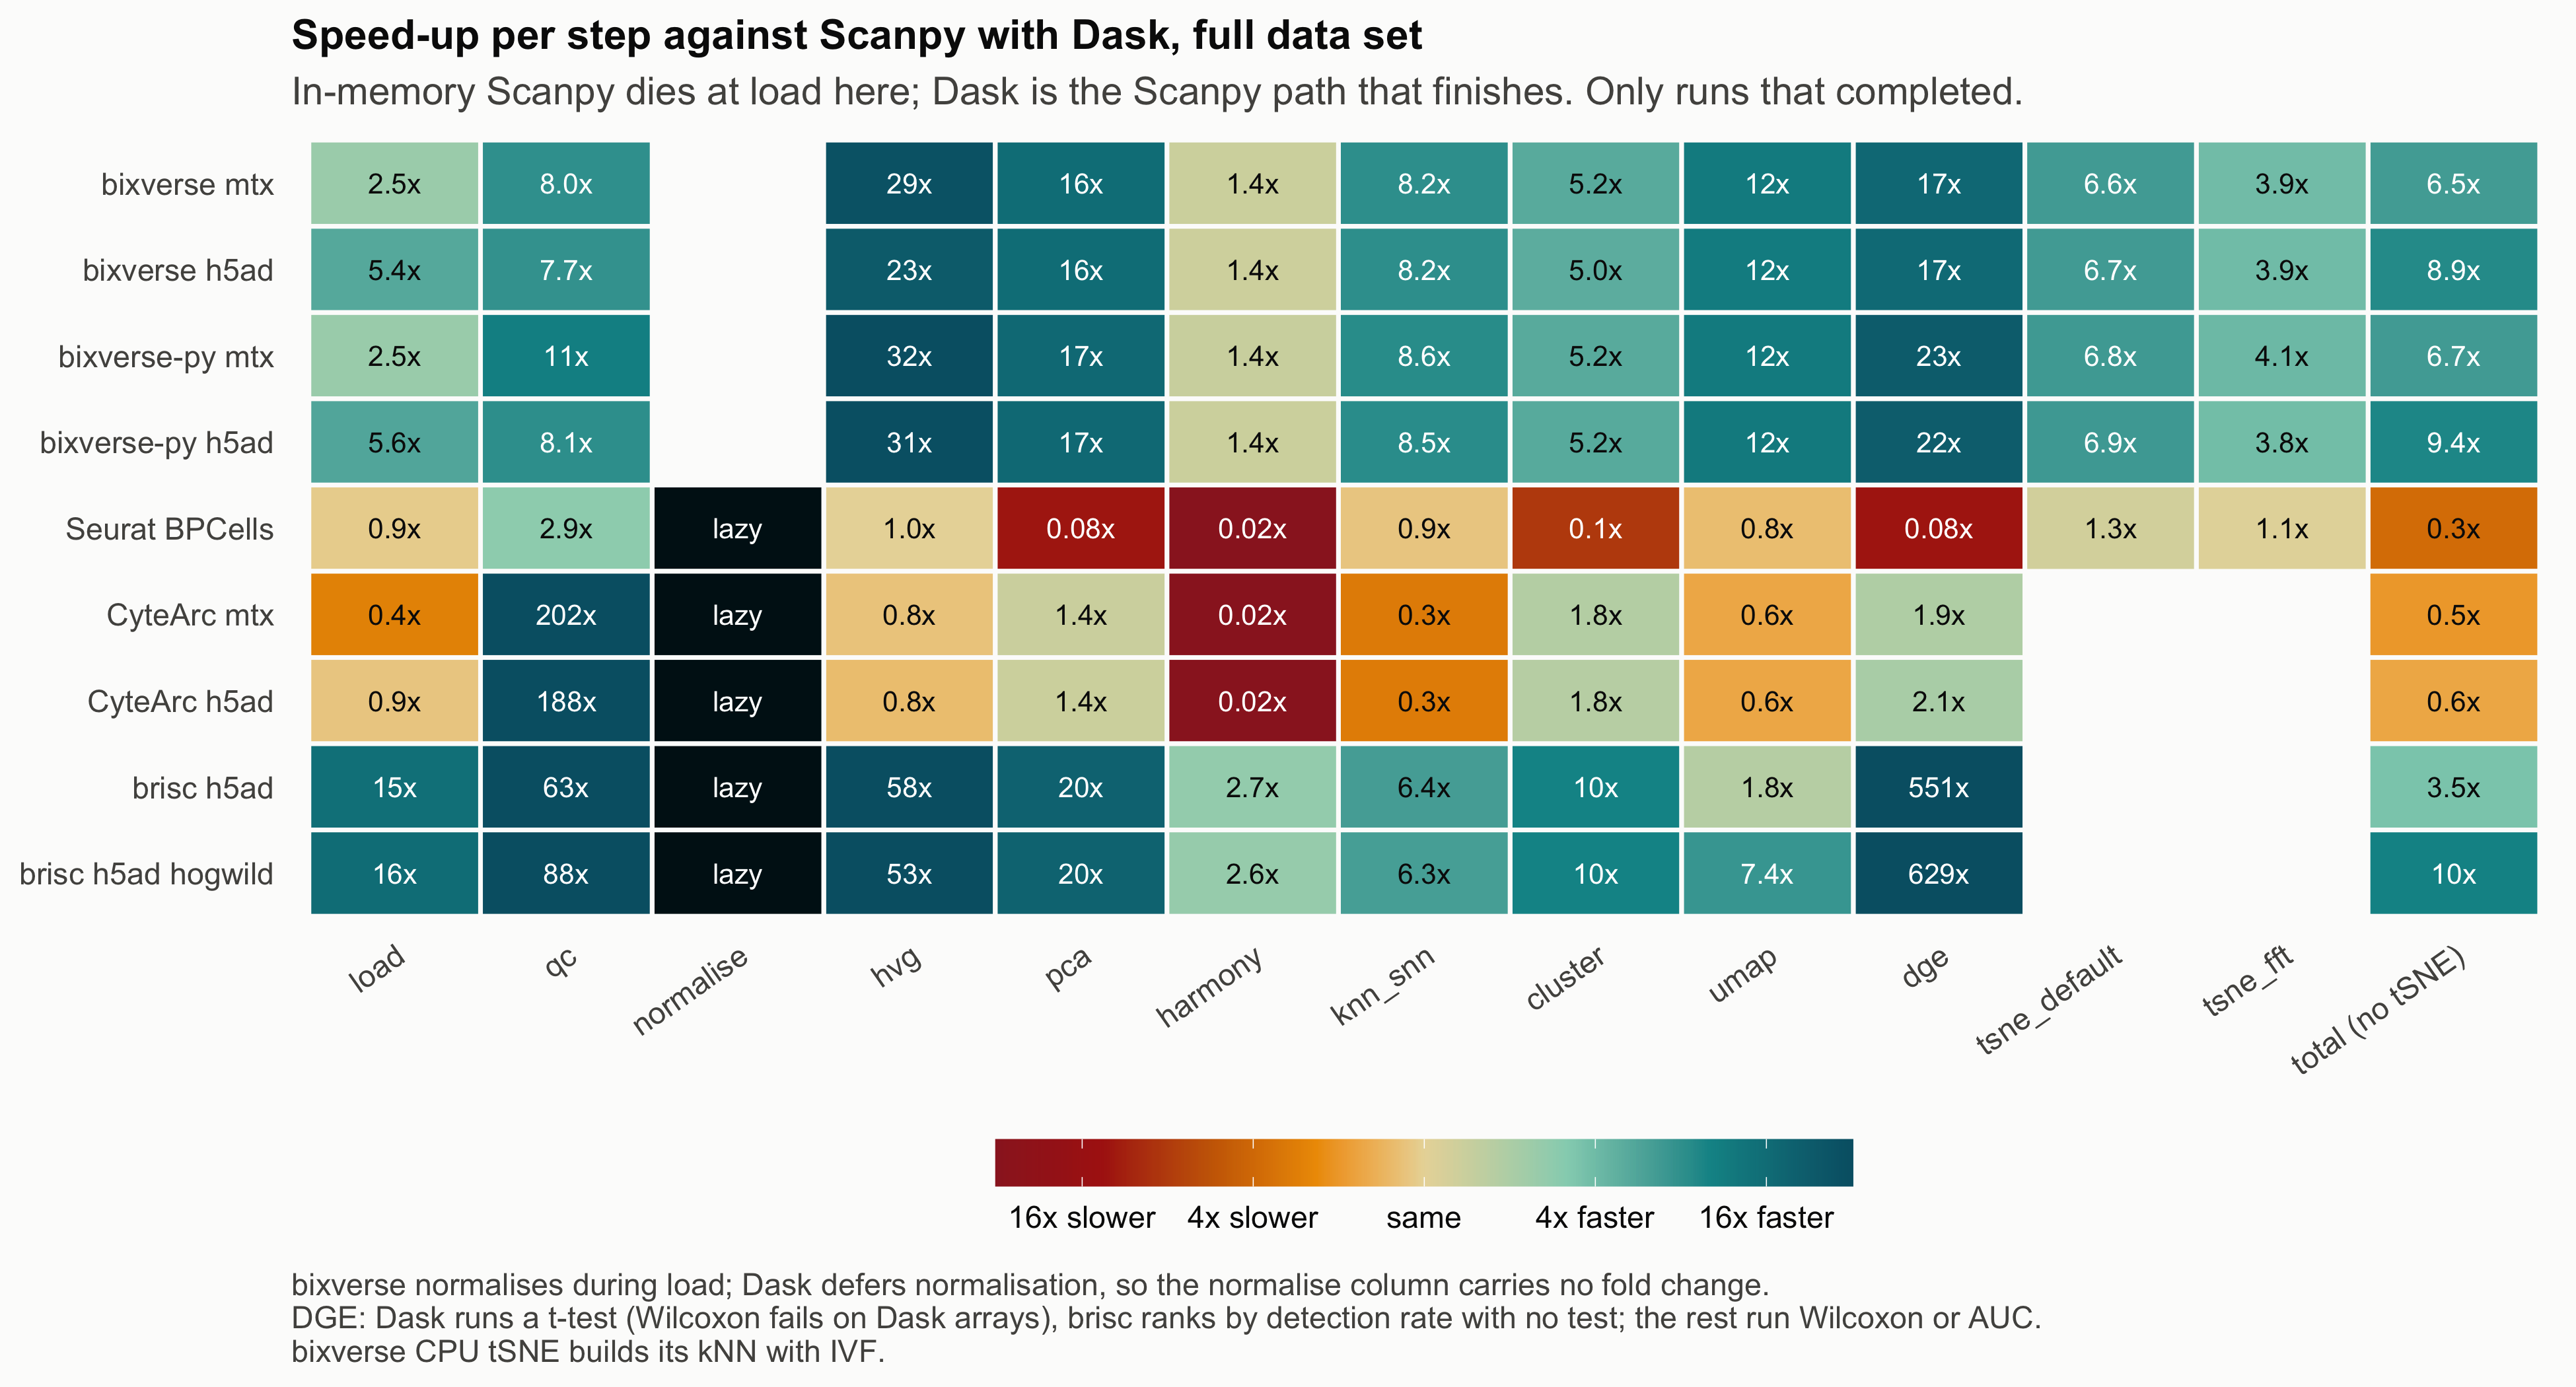 Speed-up per step against Scanpy with Dask, full data set
In-memory Scanpy dies at load here; Dask is the Scanpy path that finishes. Only runs that completed.
bixverse mtx 2.5x 8.0x 29x 16x 1.4x 8.2x 5.2x 12x 17x 6.6x 3.9x 6.5x
bixverse h5ad 5.4x 7.7x 23x 16x 1.4x 8.2x 5.0x 12x 17x 6.7x 3.9x 8.9x
bixverse-py mtx 2.5x 11x 32x 17x 1.4x 8.6x 5.2x 12x 23x 6.8x 4.1x 6.7x
bixverse-py h5ad 5.6x 8.1x 31x 17x 1.4x 8.5x 5.2x 12x 22x 6.9x 3.8x 9.4x
Seurat BPCells 0.9x 2.9x lazy 1.0x 0.08x 0.02x 0.9x 0.1x 0.8x 0.08x 1.3x 1.1x 0.3x
CyteArc mtx 0.4x 202x lazy 0.8x 1.4x 0.02x 0.3x 1.8x 0.6x 1.9x 0.5x
CyteArc h5ad 0.9x 188x lazy 0.8x 1.4x 0.02x 0.3x 1.8x 0.6x 2.1x 0.6x
brisc h5ad 15x 63x lazy 58x 20x 2.7x 6.4x 10x 1.8x 551x 3.5x
brisc h5ad hogwild 16x 88x lazy 53x 20x 2.6x 6.3x 10x 7.4x 629x 10x
load qc normalise hvg pca harmony knn_snn cluster umap dge tsne_default tsne_fft total (no tSNE)
16x slower 4x slower same 4x faster 16x faster
bixverse normalises during load; Dask defers normalisation, so the normalise column carries no fold change.
DGE: Dask runs a t-test (Wilcoxon fails on Dask arrays), brisc ranks by detection rate with no test; the rest run Wilcoxon or AUC.
bixverse CPU tSNE builds its kNN with IVF.